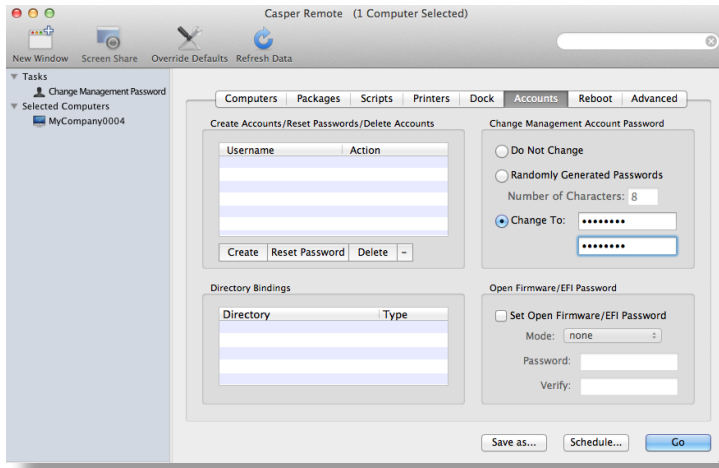 Casper Remote (1 Computer Selected)
New Window Screen Share Override Defaults Refresh Data
Tasks
Change Management Password
Selected Computers
MyCompany0004
Computers Packages Scripts Printers Dock Accounts Reboot Advanced
Create Accounts/Reset Passwords/Delete Accounts
Username Action
Create Reset Password Delete -
Change Management Account Password
Do Not Change
Randomly Generated Passwords
Number of Characters: 8
Change To: ••••••••
••••••••
Directory Bindings
Directory Type
Open Firmware/EFI Password
Set Open Firmware/EFI Password
Mode: none
Password:
Verify:
Save as... Schedule... Go